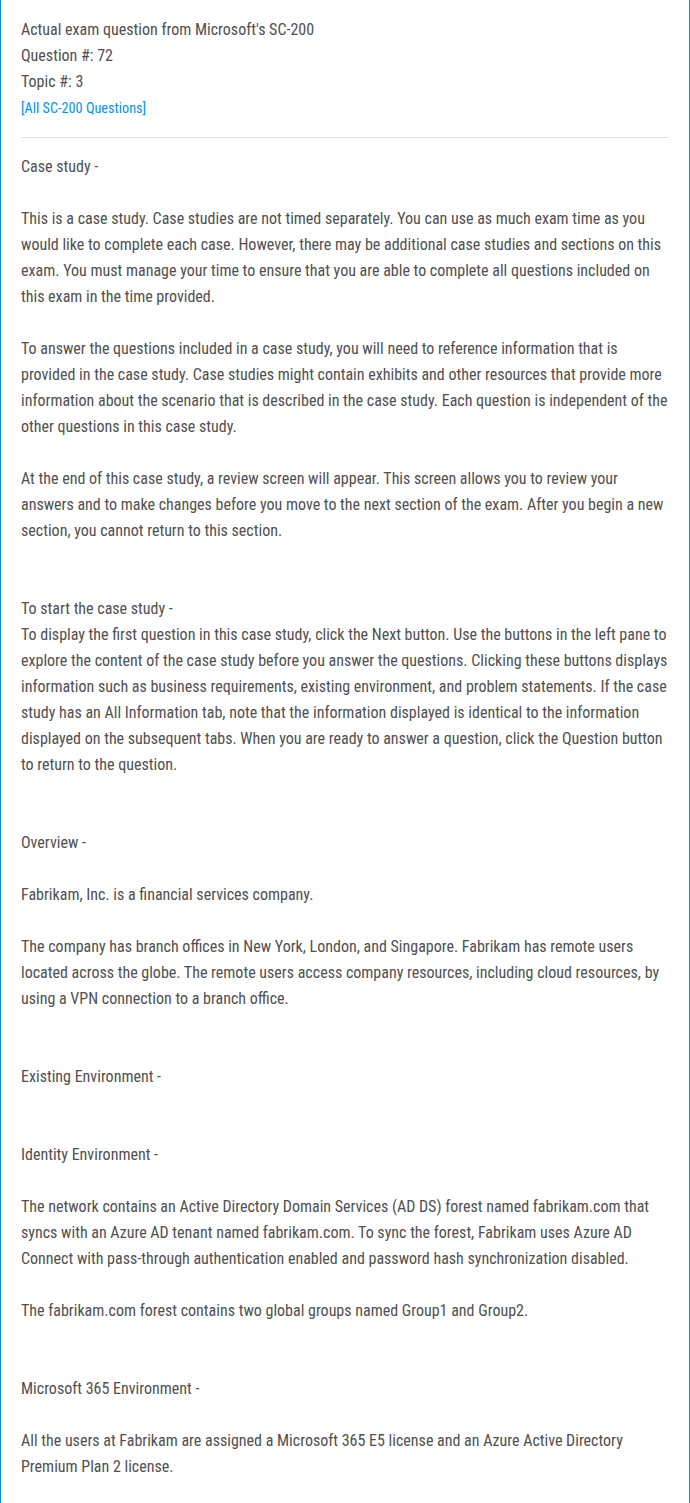 Actual exam question from Microsoft's SC-200
Question #: 72
Topic #: 3
[All SC-200 Questions]
Case study -
This is a case study. Case studies are not timed separately. You can use as much exam time as you
would like to complete each case. However, there may be additional case studies and sections on this
exam. You must manage your time to ensure that you are able to complete all questions included on
this exam in the time provided.
To answer the questions included in a case study, you will need to reference information that is
provided in the case study. Case studies might contain exhibits and other resources that provide more
information about the scenario that is described in the case study. Each question is independent of the
other questions in this case study.
At the end of this case study, a review screen will appear. This screen allows you to review your
answers and to make changes before you move to the next section of the exam. After you begin a new
section, you cannot return to this section.
To start the case study -
To display the first question in this case study, click the Next button. Use the buttons in the left pane to
explore the content of the case study before you answer the questions. Clicking these buttons displays
information such as business requirements, existing environment, and problem statements. If the case
study has an All Information tab, note that the information displayed is identical to the information
displayed on the subsequent tabs. When you are ready to answer a question, click the Question button
to return to the question.
Overview -
Fabrikam, Inc. is a financial services company.
The company has branch offices in New York, London, and Singapore. Fabrikam has remote users
located across the globe. The remote users access company resources, including cloud resources, by
using a VPN connection to a branch office.
Existing Environment -
Identity Environment -
The network contains an Active Directory Domain Services (AD DS) forest named fabrikam.com that
syncs with an Azure AD tenant named fabrikam.com. To sync the forest, Fabrikam uses Azure AD
Connect with pass-through authentication enabled and password hash synchronization disabled.
The fabrikam.com forest contains two global groups named Group1 and Group2.
Microsoft 365 Environment -
All the users at Fabrikam are assigned a Microsoft 365 E5 license and an Azure Active Directory
Premium Plan 2 license.